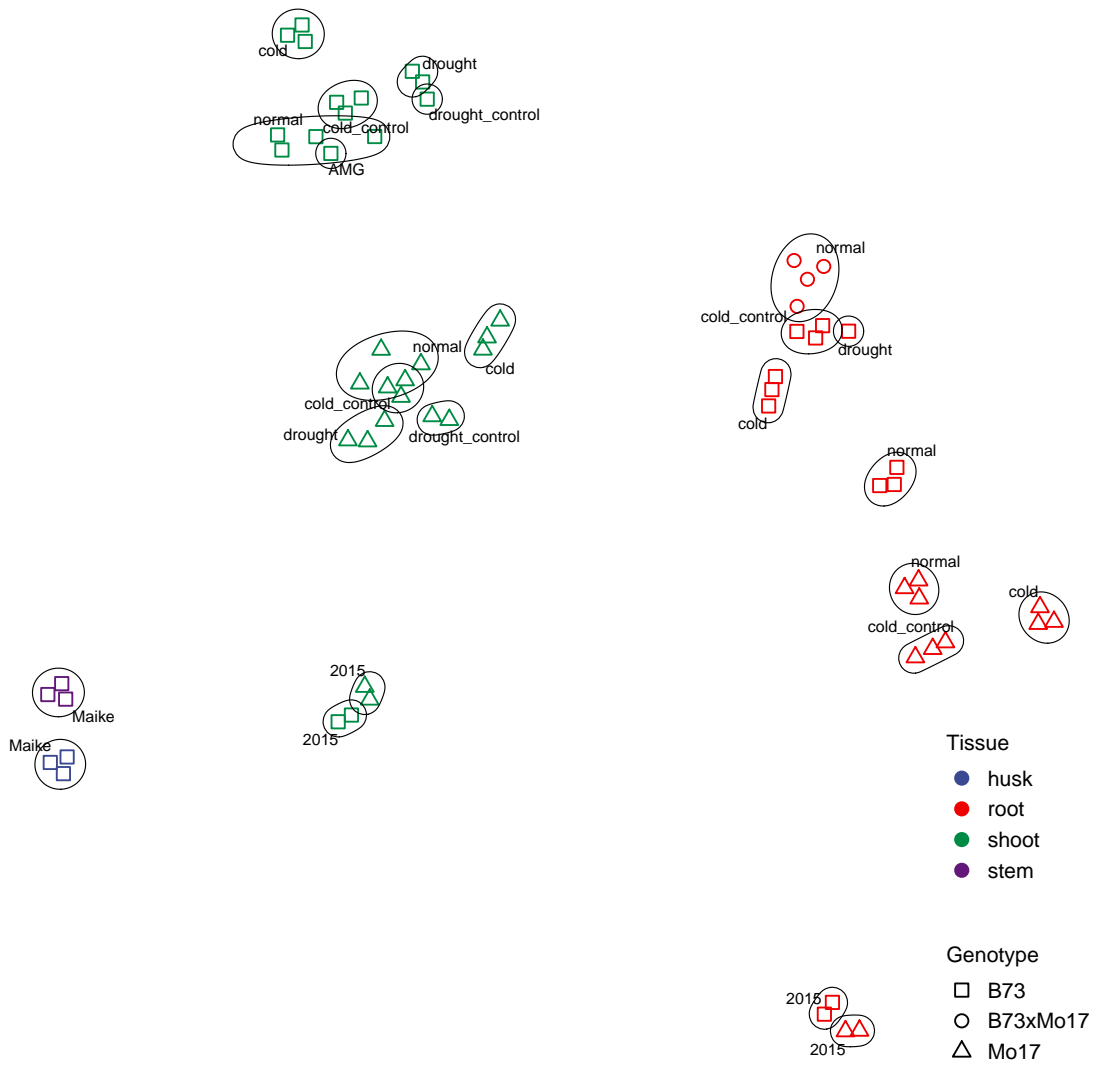 cold
drought
drought_control
normal
cold_control
AMG
normal
cold_control
drought
cold
normal
cold
cold_control
drought
drought_control
normal
normal
cold
cold_control
2015
2015
Maike
Maike
Tissue
husk
root
shoot
stem
Genotype
B73
B73xMo17
Mo17
2015
2015